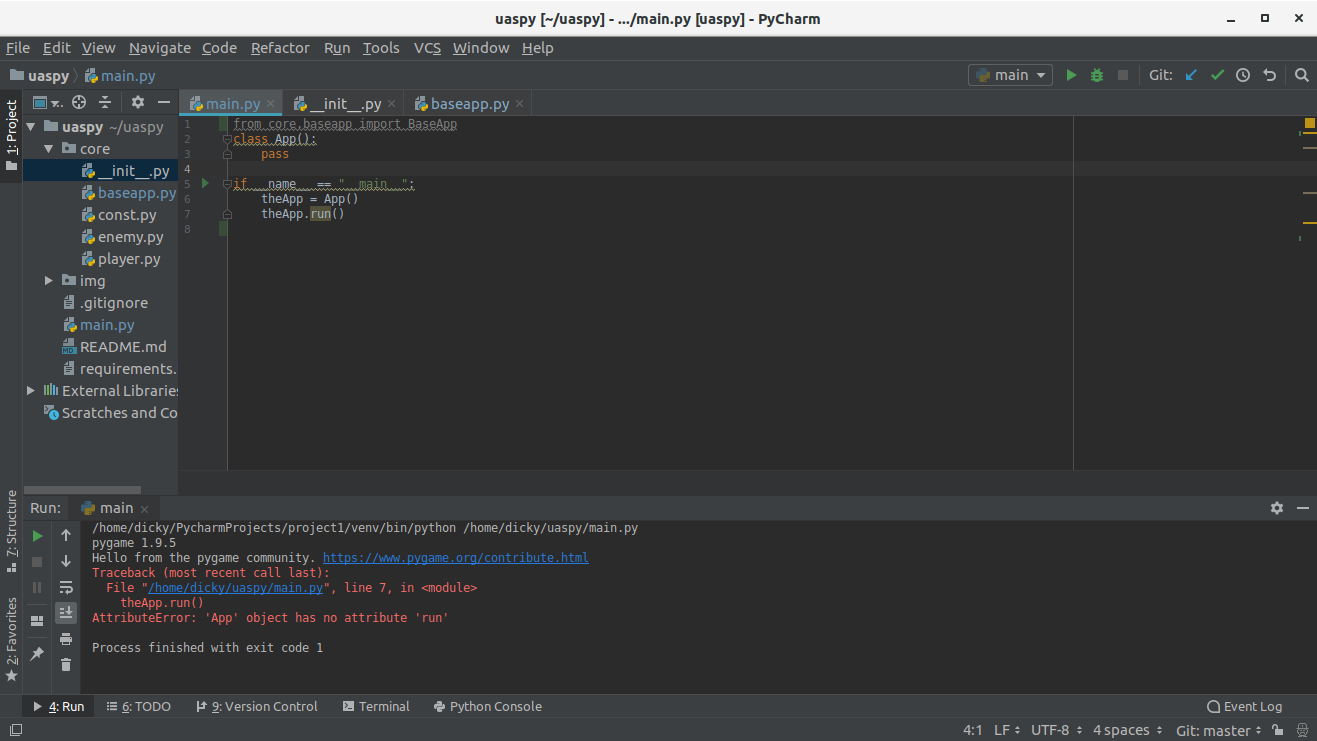 uaspy [~/uaspy] - .../main.py [uaspy] - PyCharm
File Edit View Navigate Code Refactor Run Tools VCS Window Help
uaspy main.py main Git:
1: Project
main.py __init__.py baseapp.py
uaspy ~/uaspy
core
__init__.py
baseapp.py
const.py
enemy.py
player.py
img
.gitignore
main.py
README.md
requirements.
External Libraries
Scratches and Co
1 from core.baseapp import BaseApp
2 class App():
3 pass
4
5 if __name__ == "__main__":
6 theApp = App()
7 theApp.run()
8
7: Structure
2: Favorites
Run: main
/home/dicky/PycharmProjects/project1/venv/bin/python /home/dicky/uaspy/main.py
pygame 1.9.5
Hello from the pygame community. https://www.pygame.org/contribute.html
Traceback (most recent call last):
File "/home/dicky/uaspy/main.py", line 7, in <module>
theApp.run()
AttributeError: 'App' object has no attribute 'run'
Process finished with exit code 1
4: Run 6: TODO 9: Version Control Terminal Python Console Event Log
4:1 LF UTF-8 4 spaces Git: master